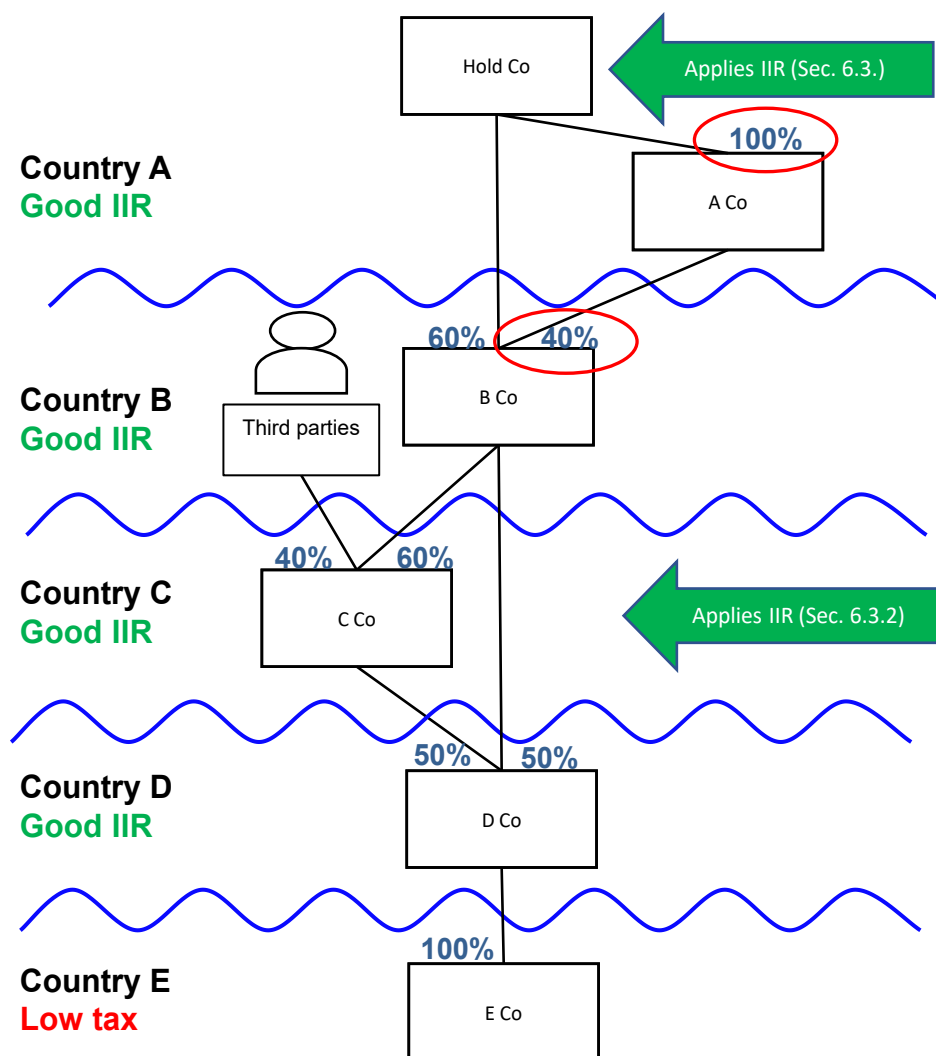 Hold Co
Applies IIR (Sec. 6.3.)
100%
Country A
Good IIR
A Co
60%
40%
Country B
Good IIR
B Co
Third parties
40%
60%
Country C
Good IIR
C Co
Applies IIR (Sec. 6.3.2)
50%
50%
Country D
Good IIR
D Co
100%
Country E
Low tax
E Co